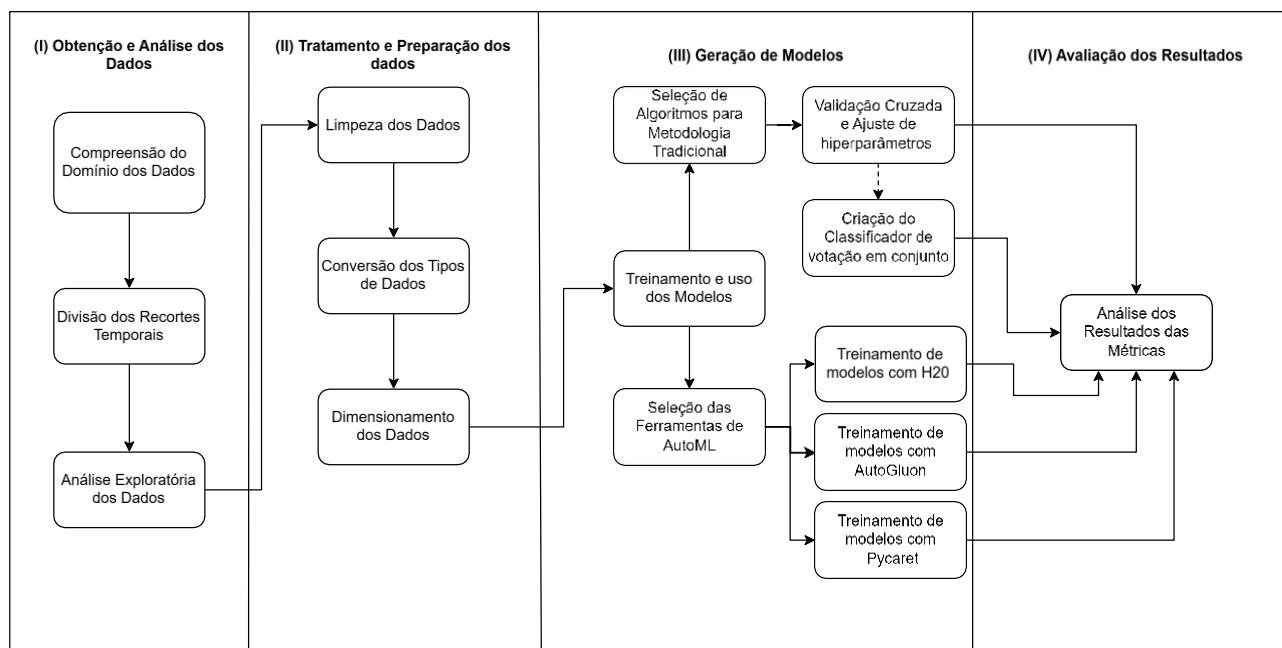 (I) Obtenção e Análise dos
Dados
Compreensão do
Domínio dos Dados
Divisão dos Recortes
Temporais
Análise Exploratória
dos Dados
(II) Tratamento e Preparação dos
dados
Limpeza dos Dados
Conversão dos Tipos
de Dados
Dimensionamento
dos Dados
(III) Geração de Modelos
Seleção de
Algoritmos para
Metodologia
Tradicional
Validação Cruzada
e Ajuste de
hiperparâmetros
Criação do
Classificador de
votação em conjunto
Treinamento e uso
dos Modelos
Seleção das
Ferramentas de
AutoML
Treinamento de
modelos com H20
Treinamento de
modelos com
AutoGluon
Treinamento de
modelos com
Pycaret
(IV) Avaliação dos Resultados
Análise dos
Resultados das
Métricas